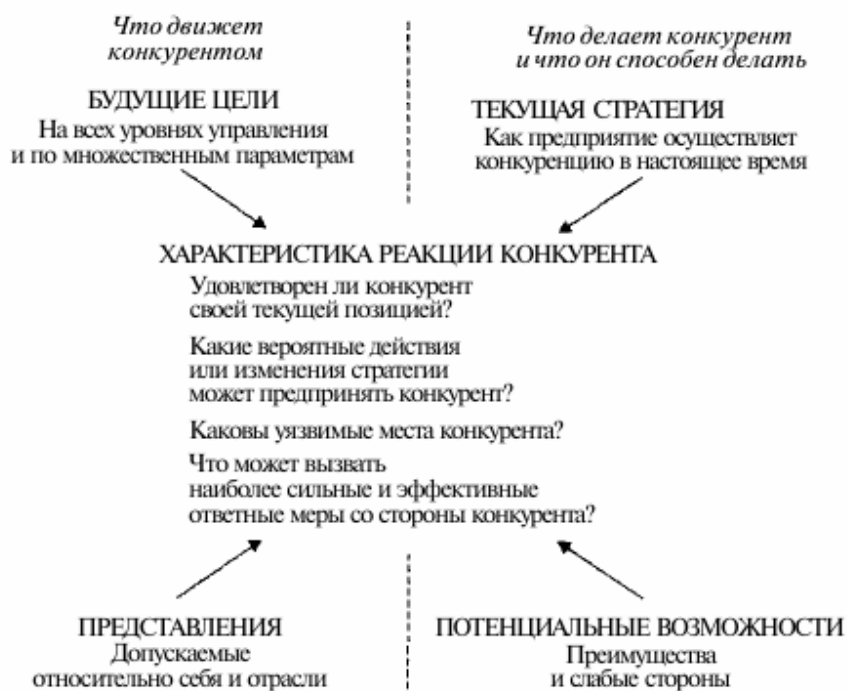 Что движет
конкурентом
Что делает конкурент
и что он способен делать
БУДУЩИЕ ЦЕЛИ
На всех уровнях управления
и по множественным параметрам
ТЕКУЩАЯ СТРАТЕГИЯ
Как предприятие осуществляет
конкуренцию в настоящее время
ХАРАКТЕРИСТИКА РЕАКЦИИ КОНКУРЕНТА
Удовлетворен ли конкурент
своей текущей позицией?
Какие вероятные действия
или изменения стратегии
может предпринять конкурент?
Каковы уязвимые места конкурента?
Что может вызвать
наиболее сильные и эффективные
ответные меры со стороны конкурента?
ПРЕДСТАВЛЕНИЯ
Допускаемые
относительно себя и отрасли
ПОТЕНЦИАЛЬНЫЕ ВОЗМОЖНОСТИ
Преимущества
и слабые стороны